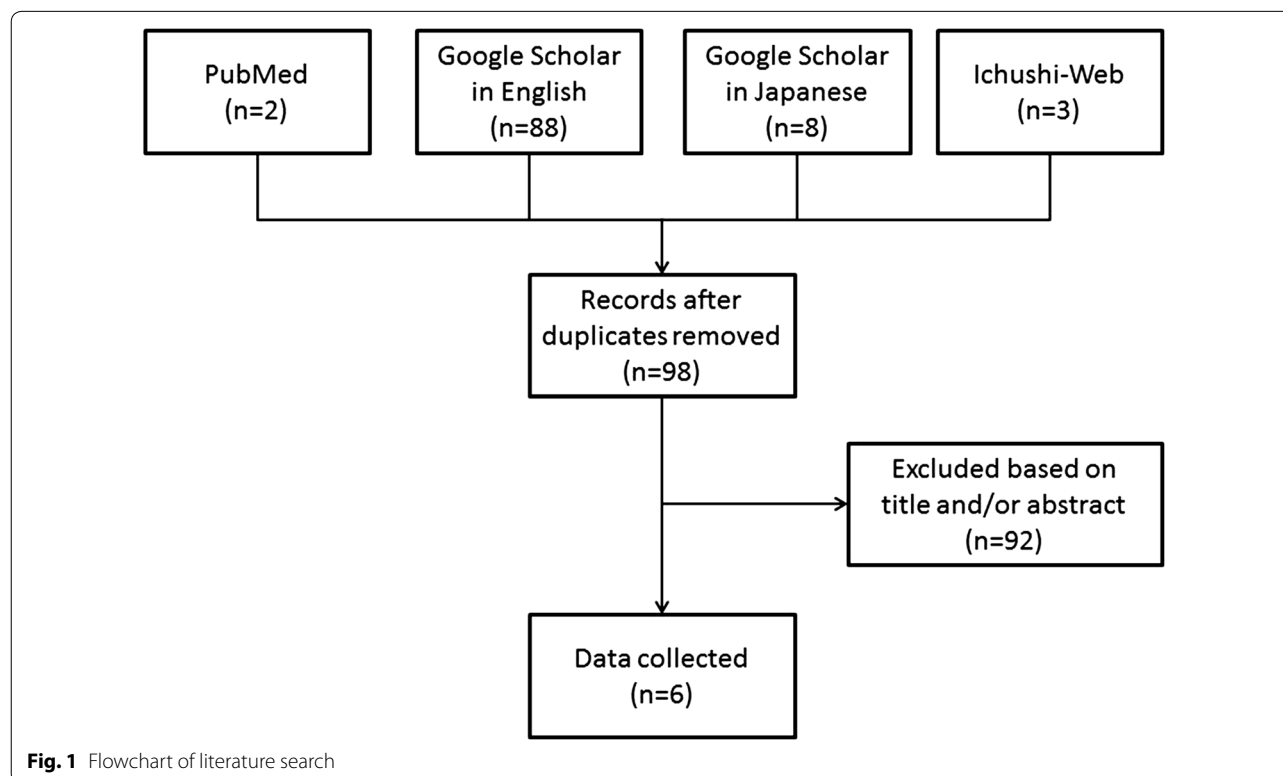 PubMed
(n=2)
Google Scholar
in English
(n=88)
Google Scholar
in Japanese
(n=8)
Ichushi-Web
(n=3)
Records after
duplicates removed
(n=98)
Excluded based on
title and/or abstract
(n=92)
Data collected
(n=6)
Fig. 1 Flowchart of literature search